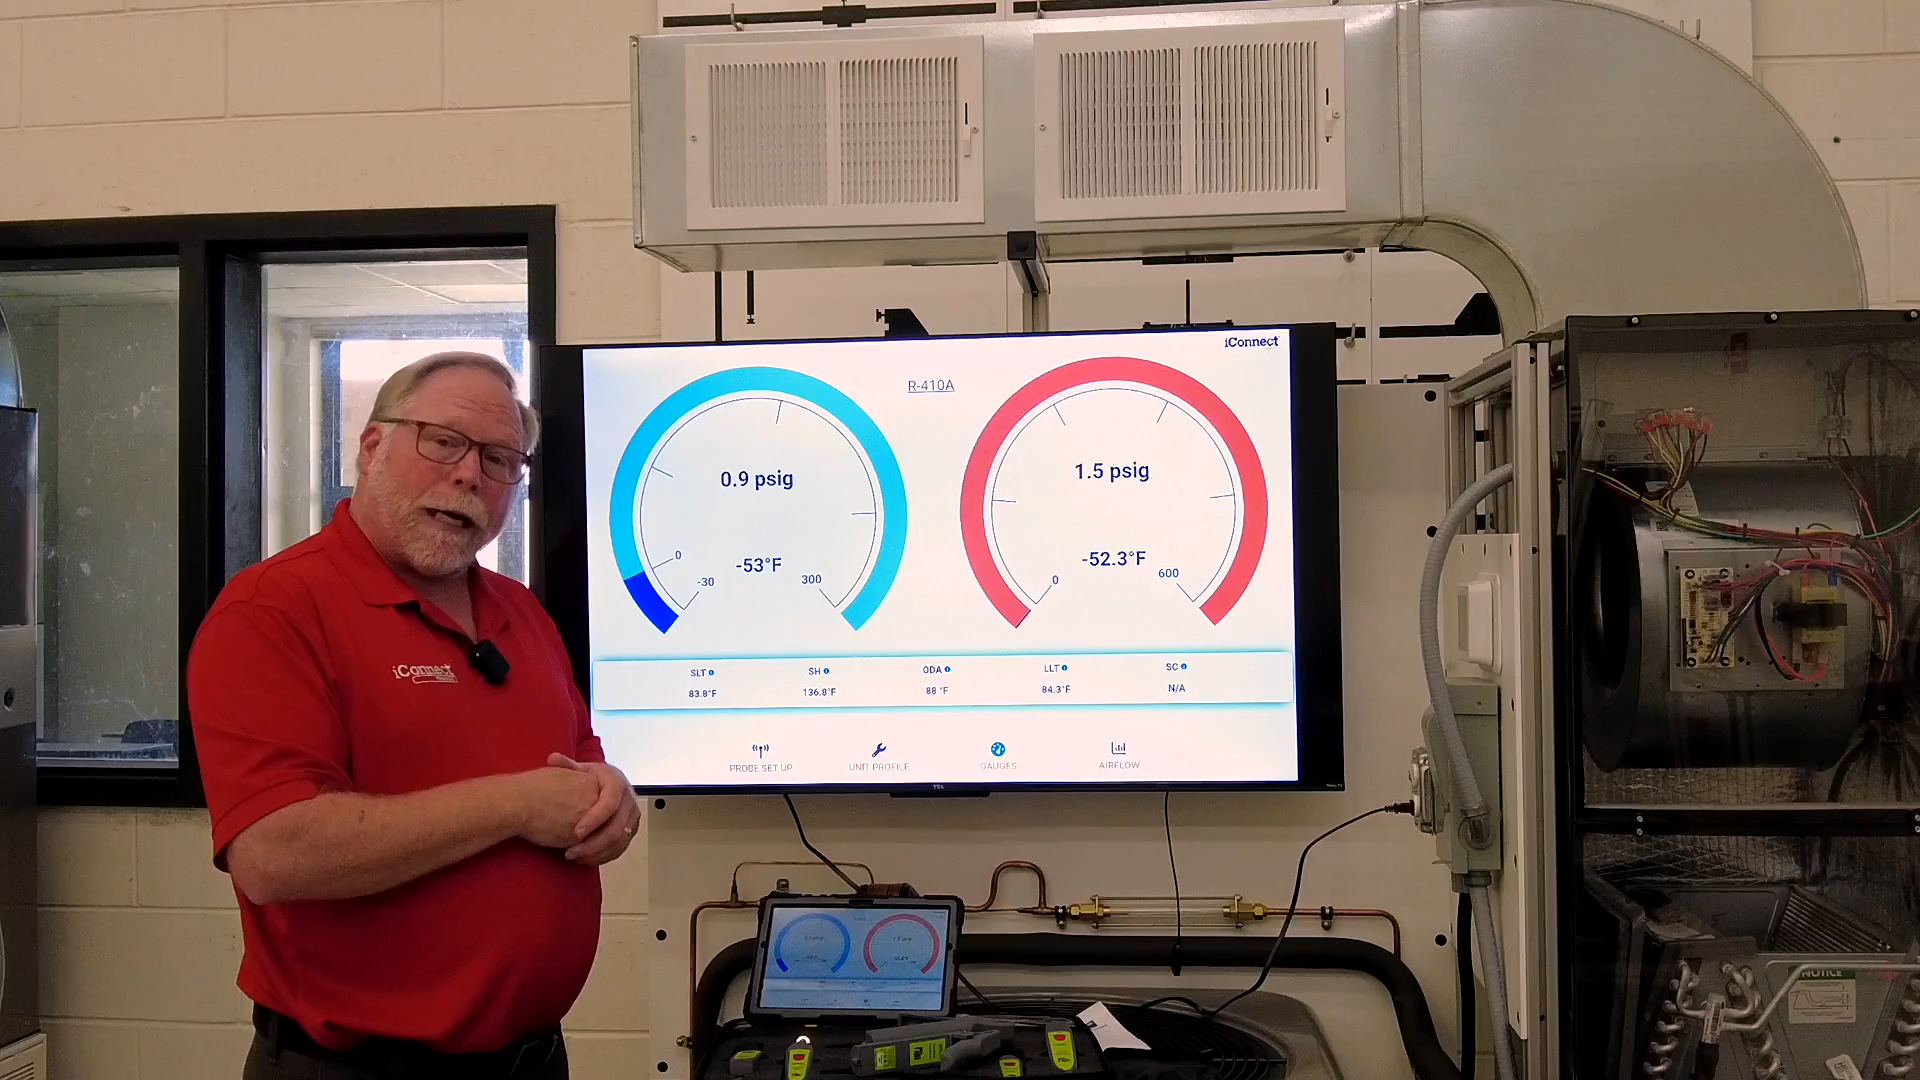 iConnect
R-410A
0.9 psig
1.5 psig
0
-30
-53°F
300
0
-52.3°F
600
SLT SH ODA LLT SC
83.8°F 136.8°F 88 °F 84.3°F N/A
PROBE SET UP UNIT PROFILE GAUGES AIRFLOW
TCL
iConnect
NOTICE